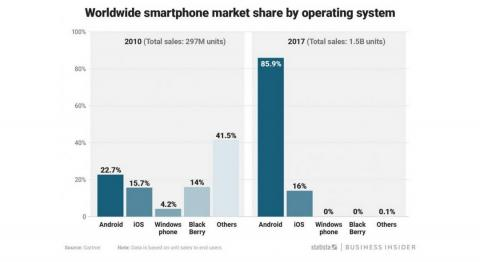 Worldwide smartphone market share by operating system
100%
80%
60%
40%
20%
0
2010 (Total sales: 297M units)
22.7%
15.7%
4.2%
14%
41.5%
Android
iOS
Windows phone
Black Berry
Others
2017 (Total sales: 1.5B units)
85.9%
16%
0%
0%
0.1%
Android
iOS
Windows phone
Black Berry
Others
Source: Gartner
Note: Data is based on unit sales to end users
statista
BUSINESS INSIDER